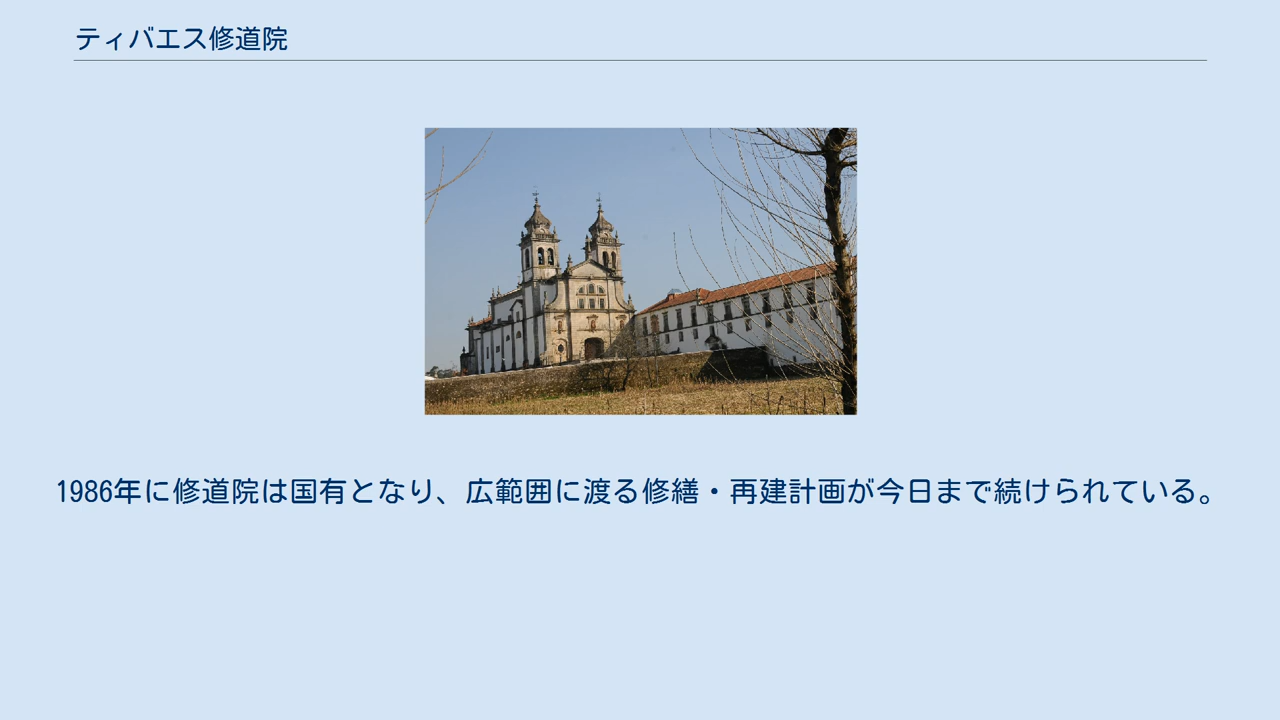 ティバエス修道院
1986年に修道院は国有となり、広範囲に渡る修繕・再建計画が今日まで続けられている。